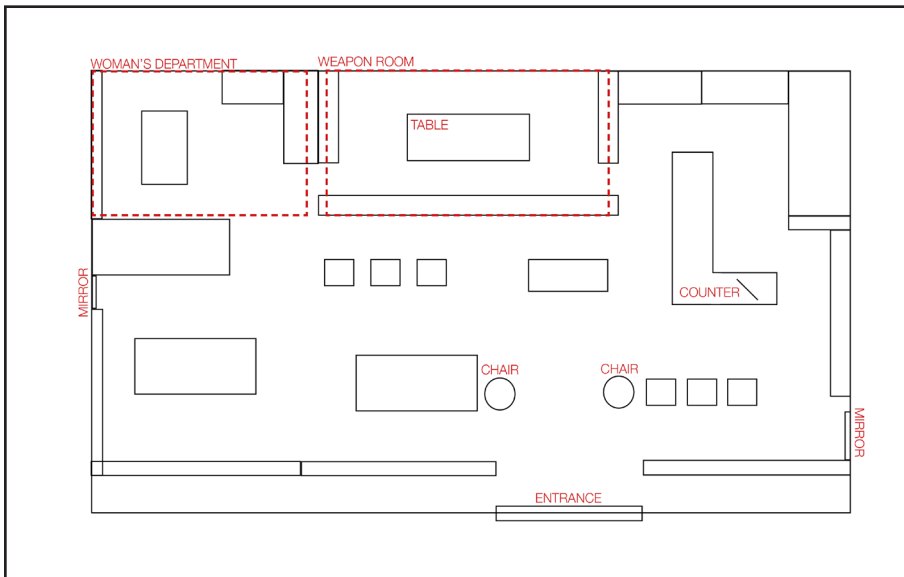 WOMAN'S DEPARTMENT
WEAPON ROOM
TABLE
MIRROR
COUNTER
CHAIR
CHAIR
MIRROR
ENTRANCE